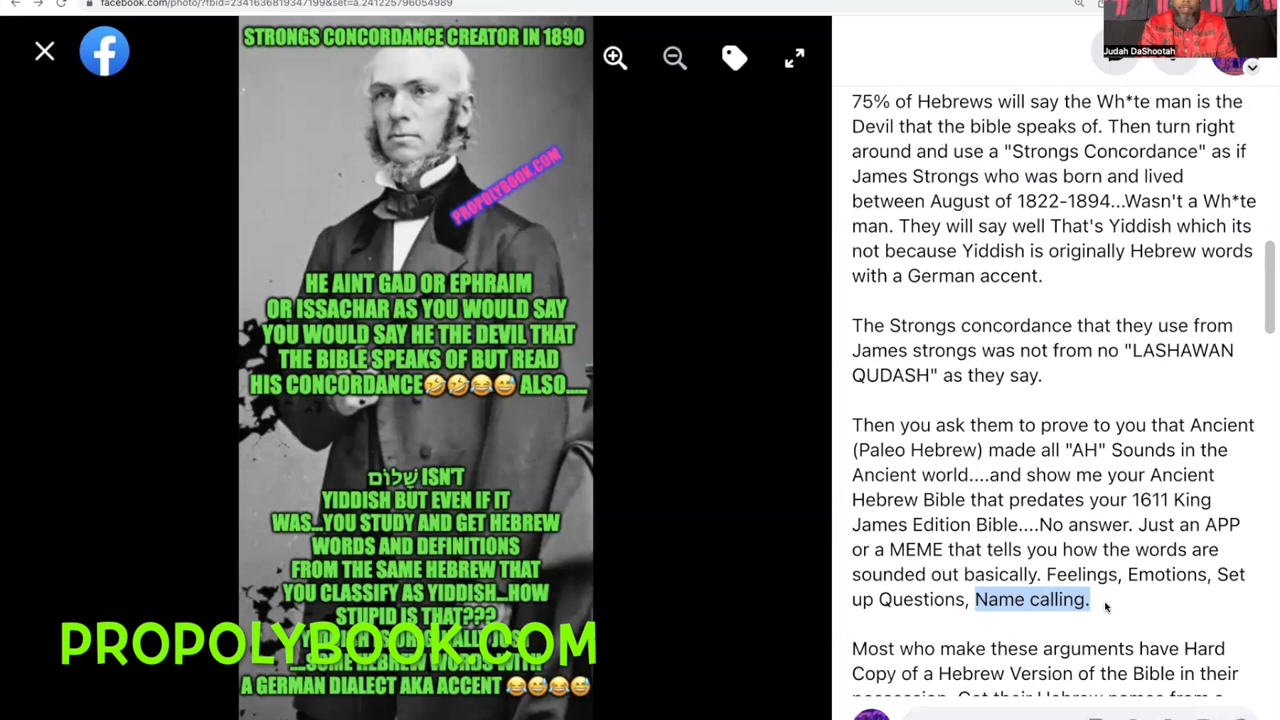 facebook.com/photo/?fbid=2341636819347199&set=a.241225796054989
Judah DaShootah
STRONGS CONCORDANCE CREATOR IN 1890
PROPOLYBOOK.COM
HE AINT GAD OR EPHRAIM
OR ISSACHAR AS YOU WOULD SAY
YOU WOULD SAY HE THE DEVIL THAT
THE BIBLE SPEAKS OF BUT READ
HIS CONCORDANCE🤣🤣😂😅 ALSO.....
שָׁלוֹם ISN'T
YIDDISH BUT EVEN IF IT
WAS...YOU STUDY AND GET HEBREW
WORDS AND DEFINITIONS
FROM THE SAME HEBREW THAT
YOU CLASSIFY AS YIDDISH...HOW
STUPID IS THAT???
....SOME HEBREW WORDS WITH
A GERMAN DIALECT AKA ACCENT 😂😅😂😅
PROPOLYBOOK.COM
75% of Hebrews will say the Wh*te man is the
Devil that the bible speaks of. Then turn right
around and use a "Strongs Concordance" as if
James Strongs who was born and lived
between August of 1822-1894...Wasn't a Wh*te
man. They will say well That's Yiddish which its
not because Yiddish is originally Hebrew words
with a German accent.
The Strongs concordance that they use from
James strongs was not from no "LASHAWAN
QUDASH" as they say.
Then you ask them to prove to you that Ancient
(Paleo Hebrew) made all "AH" Sounds in the
Ancient world....and show me your Ancient
Hebrew Bible that predates your 1611 King
James Edition Bible....No answer. Just an APP
or a MEME that tells you how the words are
sounded out basically. Feelings, Emotions, Set
up Questions, Name calling.
Most who make these arguments have Hard
Copy of a Hebrew Version of the Bible in their